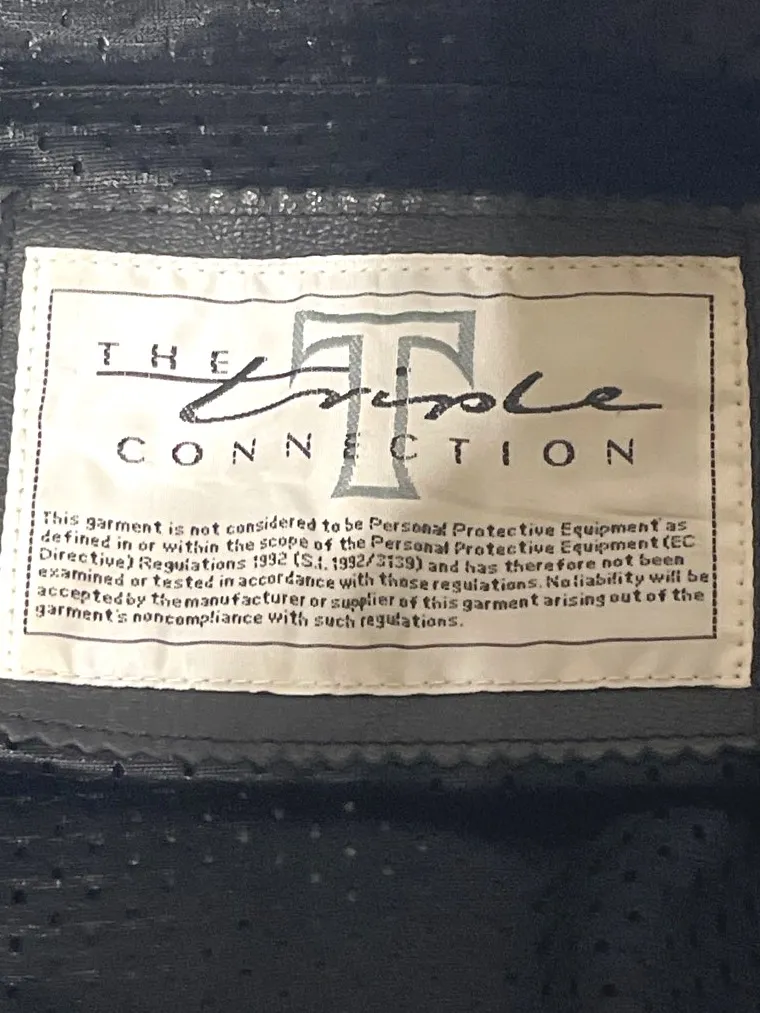 THE
T
triple
CONNECTION
This garment is not considered to be Personal Protective Equipment as
defined in or within the scope of the Personal Protective Equipment (EC
Directive) Regulations 1992 (S.I. 1992/3139) and has therefore not been
examined or tested in accordance with those regulations. No liability will be
accepted by the manufacturer or supplier of this garment arising out of the
garment's noncompliance with such regulations.